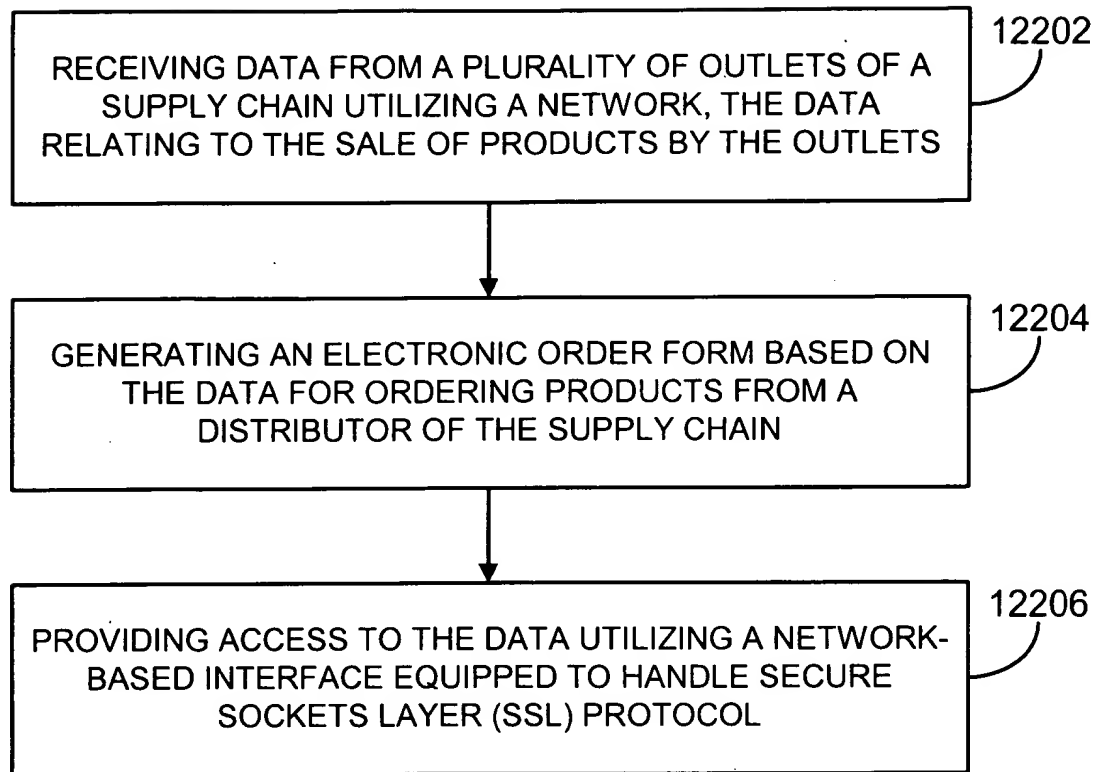 12202
RECEIVING DATA FROM A PLURALITY OF OUTLETS OF A
SUPPLY CHAIN UTILIZING A NETWORK, THE DATA
RELATING TO THE SALE OF PRODUCTS BY THE OUTLETS
12204
GENERATING AN ELECTRONIC ORDER FORM BASED ON
THE DATA FOR ORDERING PRODUCTS FROM A
DISTRIBUTOR OF THE SUPPLY CHAIN
12206
PROVIDING ACCESS TO THE DATA UTILIZING A NETWORK-
BASED INTERFACE EQUIPPED TO HANDLE SECURE
SOCKETS LAYER (SSL) PROTOCOL